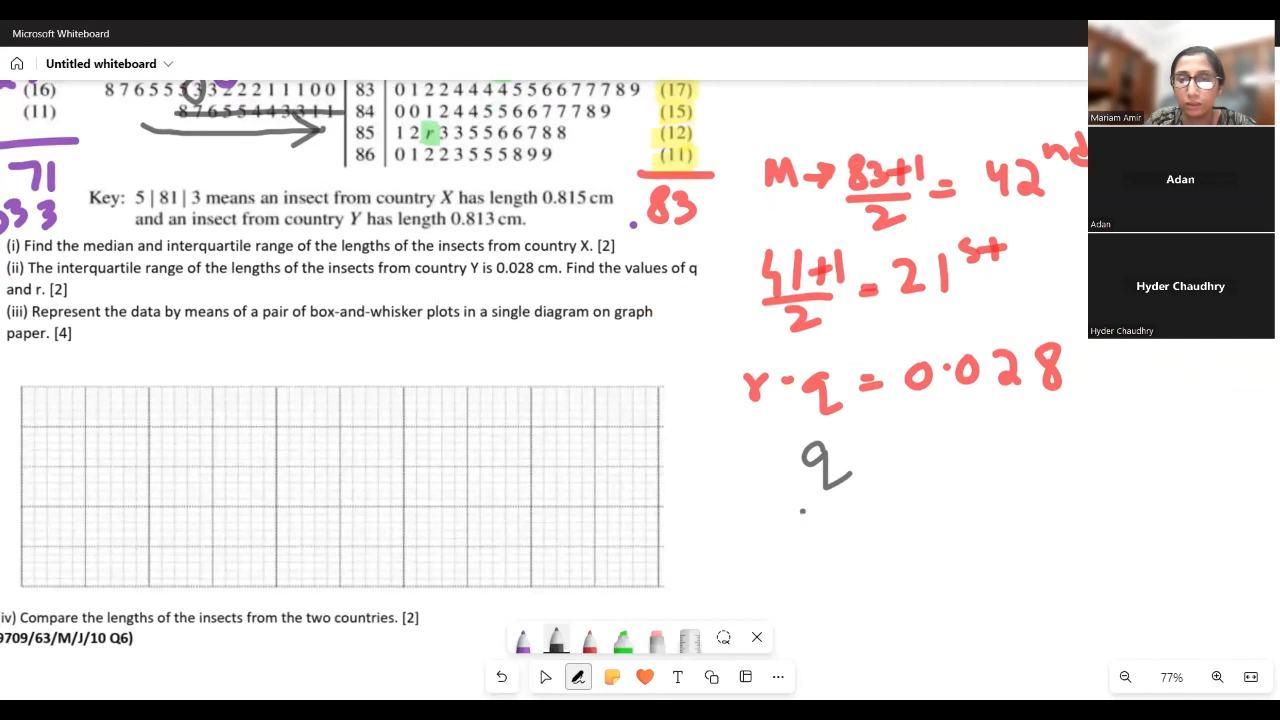 Microsoft Whiteboard
Untitled whiteboard
(16) 8 7 6 5 5 5 3 3 2 2 2 1 1 1 0 0 83 0 1 2 2 4 4 4 4 5 5 6 6 7 7 8 9 (17)
(11) 8 7 6 5 5 4 4 3 3 1 1 84 0 0 1 2 4 4 5 5 6 6 7 7 7 8 9 (15)
85 1 2 r 3 3 5 5 6 6 7 8 8 (12)
86 0 1 2 2 3 5 5 5 8 9 9 (11)
71
33
83
Key: 5 | 81 | 3 means an insect from country X has length 0.815 cm
and an insect from country Y has length 0.813 cm.
(i) Find the median and interquartile range of the lengths of the insects from country X. [2]
(ii) The interquartile range of the lengths of the insects from country Y is 0.028 cm. Find the values of q
and r. [2]
(iii) Represent the data by means of a pair of box-and-whisker plots in a single diagram on graph
paper. [4]
iv) Compare the lengths of the insects from the two countries. [2]
9709/63/M/J/10 Q6)
M → 83+1/2 = 42nd
41+1/2 = 21st
r - q = 0.028
q
Mariam Amir
Adan
Adan
Hyder Chaudhry
Hyder Chaudhry
77%